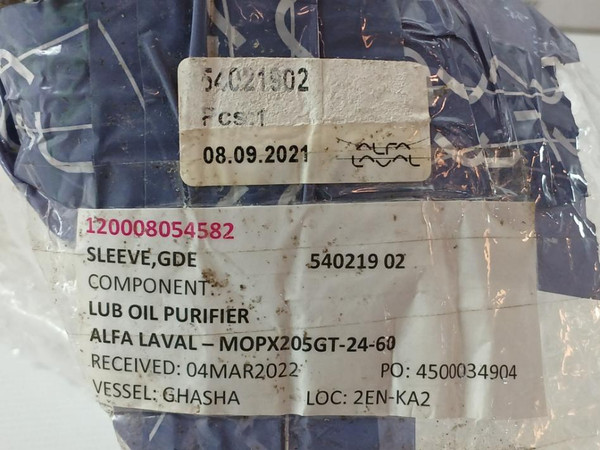 54021902
Pcs:1
08.09.2021 ALFA LAVAL
120008054582
SLEEVE,GDE 540219 02
COMPONENT:
LUB OIL PURIFIER
ALFA LAVAL – MOPX205GT-24-60
RECEIVED: 04MAR2022 PO: 4500034904
VESSEL: GHASHA LOC: 2EN-KA2